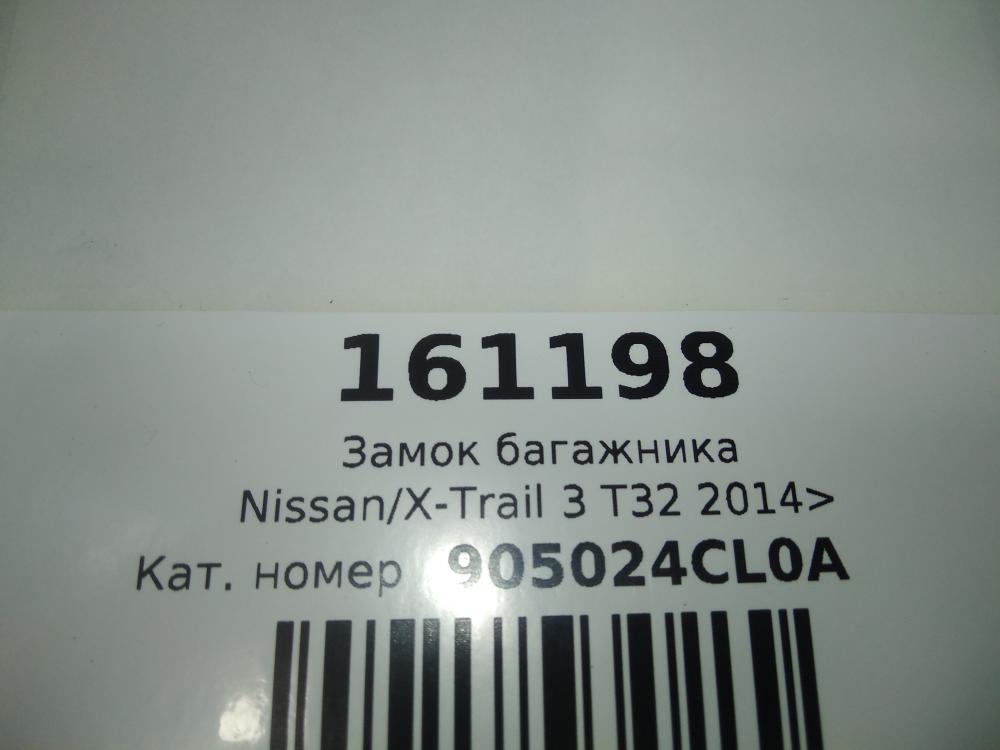 161198
Замок багажника
Nissan/X-Trail 3 T32 2014>
Кат. номер 905024CL0A